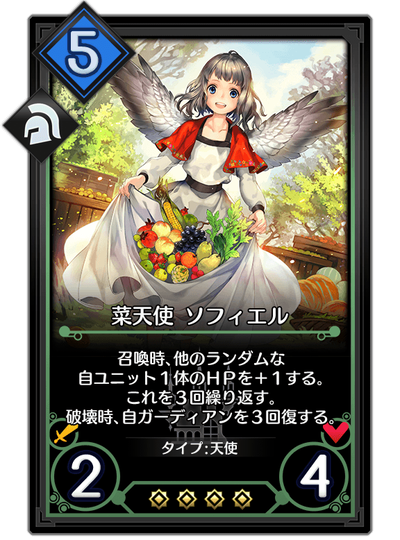 5
菜天使 ソフィエル
召喚時、他のランダムな
自ユニット1体のHPを+1する。
これを3回繰り返す。
破壊時、自ガーディアンを3回復する。
タイプ:天使
2
4